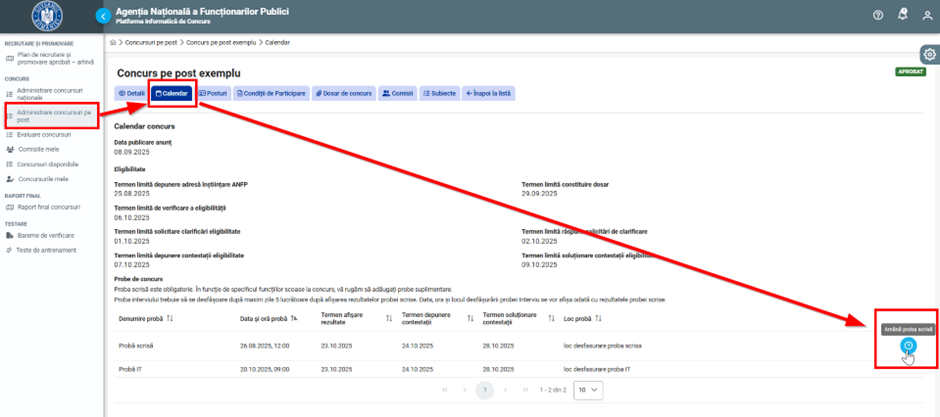 Agenția Națională a Funcționarilor Publici
Platforma Informatică de Concurs
RECRUTARE ȘI PROMOVARE
Plan de recrutare și
promovare aprobat – arhivă
CONCURS
Administrare concursuri
naționale
Administrare concursuri pe
post
Evaluare concursuri
Comisiile mele
Concursuri disponibile
Concursurile mele
RAPORT FINAL
Raport final concursuri
TESTARE
Bareme de verificare
Teste de antrenament
Concursuri pe post > Concurs pe post exemplu > Calendar
Concurs pe post exemplu
APROBAT
Detalii Calendar Posturi Condiții de Participare Dosar de concurs Comisii Subiecte Înapoi la listă
Calendar concurs
Data publicare anunț
08.09.2025
Eligibilitate
Termen limită depunere adresă înștiințare ANFP Termen limită constituire dosar
25.08.2025 29.09.2025
Termen limită de verificare a eligibilității
06.10.2025
Termen limită solicitare clarificări eligibilitate Termen limită răspuns solicitări de clarificare
01.10.2025 02.10.2025
Termen limită depunere contestații eligibilitate Termen limită soluționare contestații eligibilitate
07.10.2025 09.10.2025
Probe de concurs
Proba scrisă este obligatorie. În funcție de specificul funcțiilor scoase la concurs, vă rugăm să adăugați probe suplimentare.
Proba interviului trebuie să se desfășoare după maxim zile 5 lucrătoare după afișarea rezultatelor probei scrise. Data, ora și locul desfășurării probei Interviu se vor afișa odată cu rezultatele probei scrise.
Denumire probă Data și oră probă Termen afișare rezultate Termen depunere contestații Termen soluționare contestații Loc probă
Amână proba scrisă
Probă scrisă 26.08.2025, 12:00 23.10.2025 24.10.2025 28.10.2025 loc desfasurare proba scrisa
Probă IT 20.10.2025, 09:00 23.10.2025 24.10.2025 28.10.2025 loc desfasurare proba IT
1 1 - 2 din 2 10